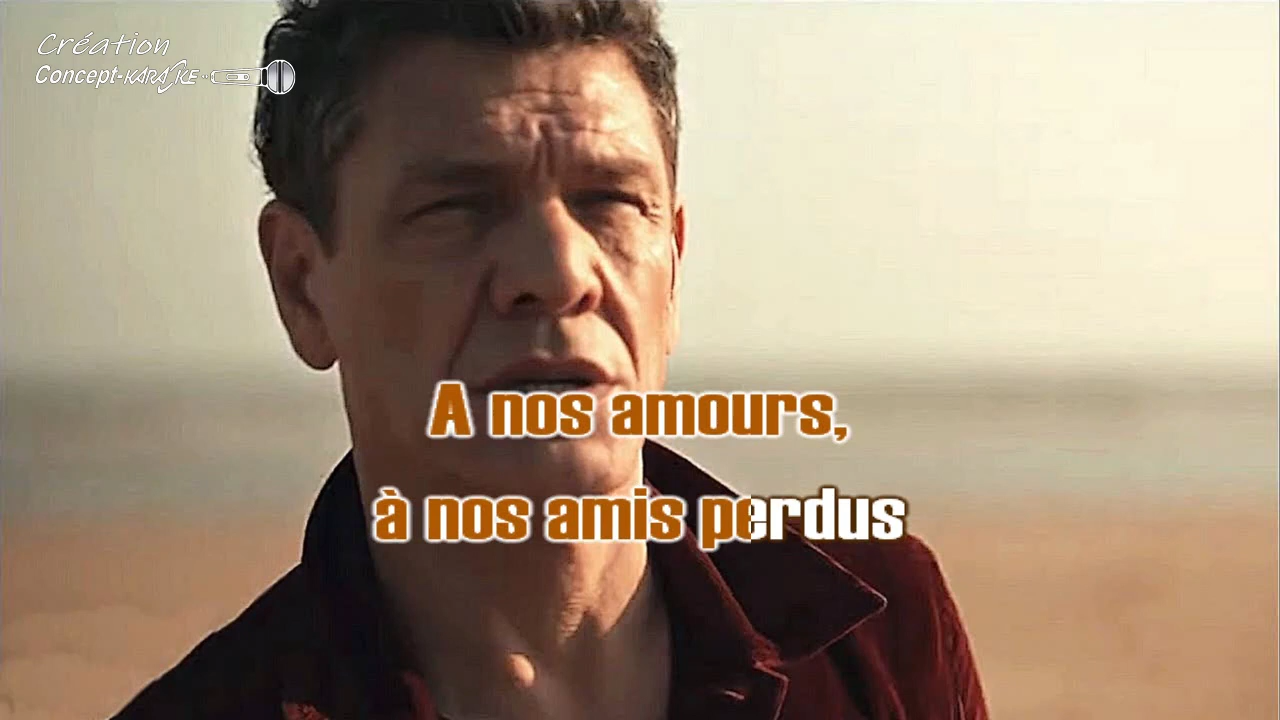 Création
Concept-KARAOKE
A nos amours,
à nos amis perdus